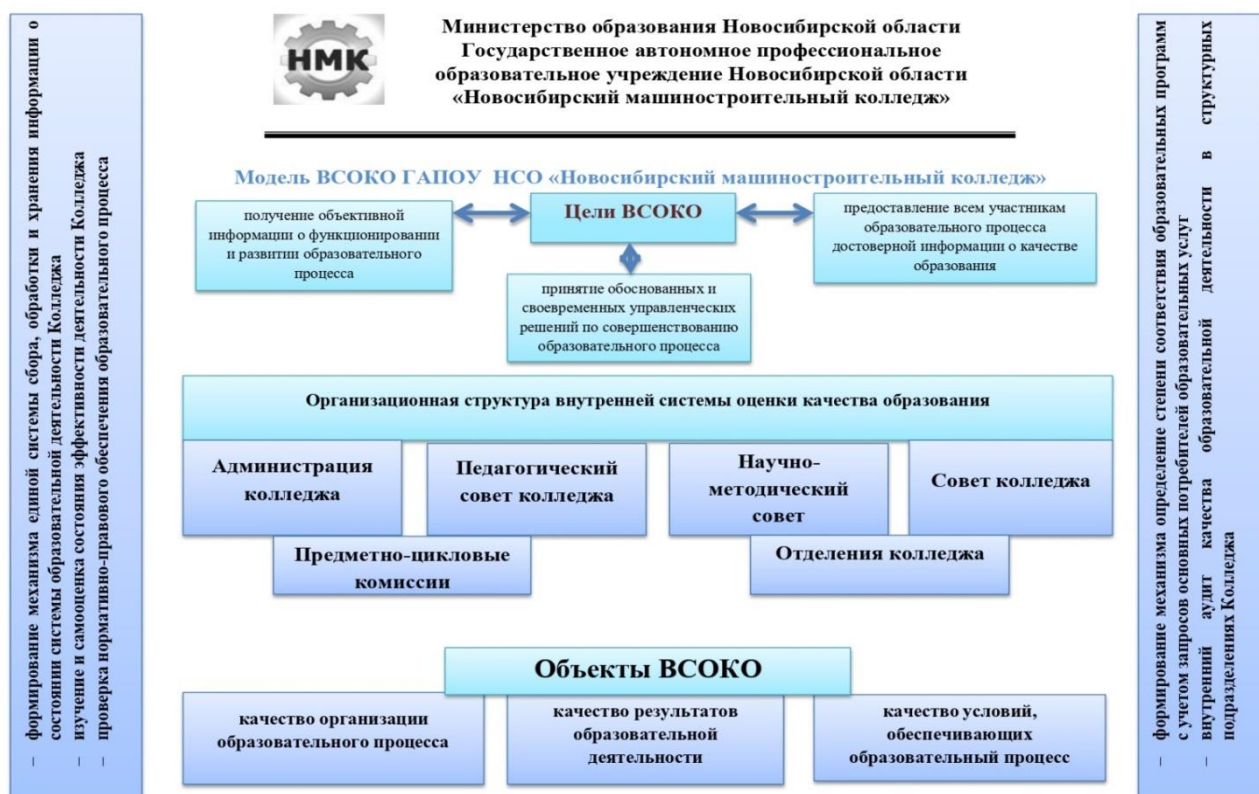 – формирование механизма единой системы сбора, обработки и хранения информации о
состоянии системы образовательной деятельности Колледжа
– изучение и самооценка состояния эффективности деятельности Колледжа
– проверка нормативно-правового обеспечения образовательного процесса
НМК
Министерство образования Новосибирской области
Государственное автономное профессиональное
образовательное учреждение Новосибирской области
«Новосибирский машиностроительный колледж»
Модель ВСОКО ГАПОУ НСО «Новосибирский машиностроительный колледж»
Цели ВСОКО
получение объективной
информации о функционировании
и развитии образовательного
процесса
предоставление всем участникам
образовательного процесса
достоверной информации о качестве
образования
принятие обоснованных и
своевременных управленческих
решений по совершенствованию
образовательного процесса
Организационная структура внутренней системы оценки качества образования
Администрация
колледжа
Педагогический
совет колледжа
Научно-
методический
совет
Совет колледжа
Предметно-цикловые
комиссии
Отделения колледжа
Объекты ВСОКО
качество организации
образовательного процесса
качество результатов
образовательной
деятельности
качество условий,
обеспечивающих
образовательный процесс
– формирование механизма определение степени соответствия образовательных программ
с учетом запросов основных потребителей образовательных услуг
– внутренний аудит качества образовательной деятельности в структурных
подразделениях Колледжа